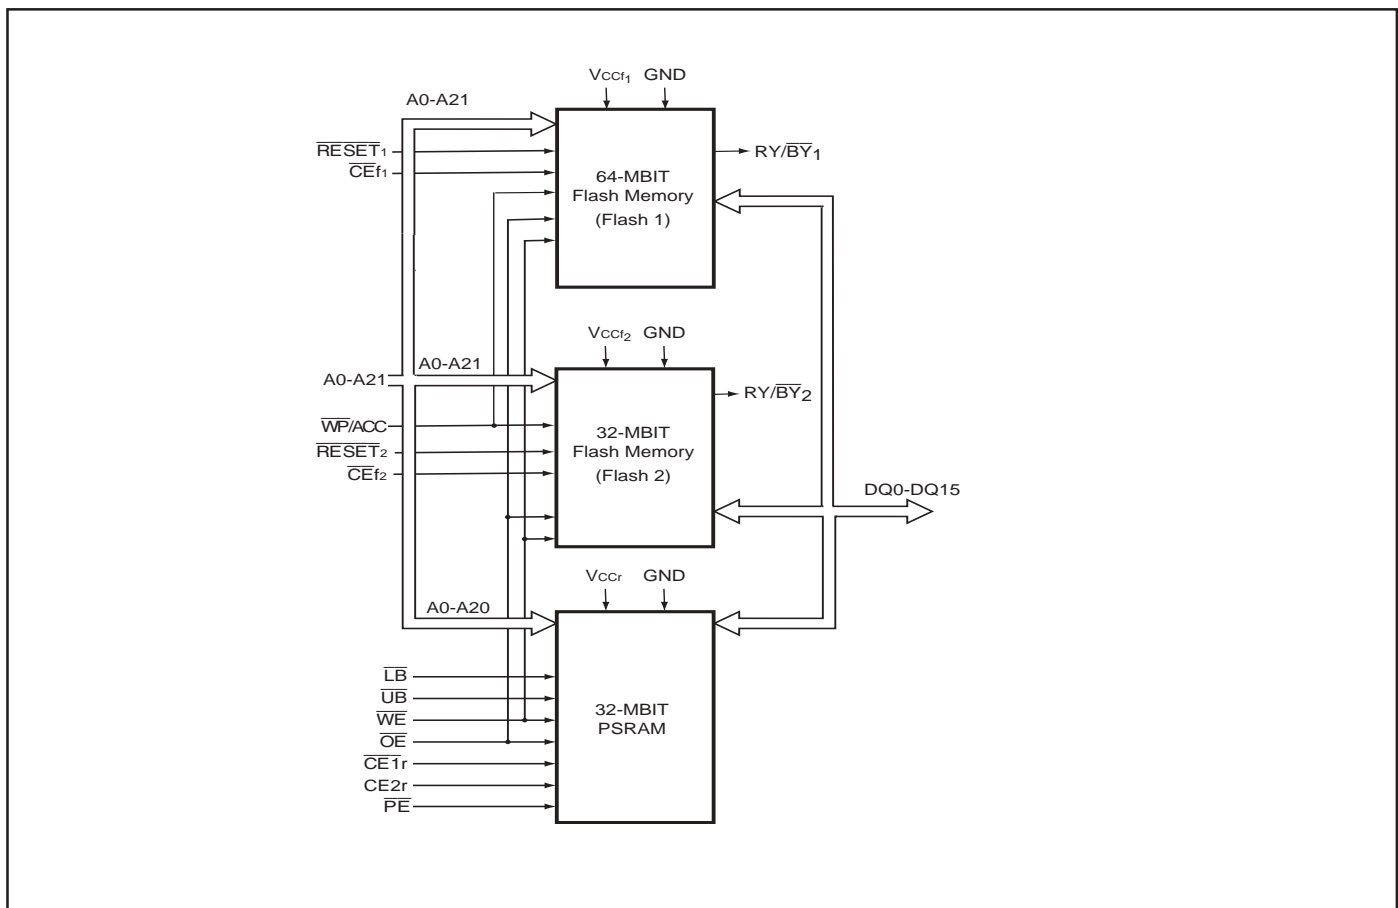 VCCf1 GND
A0-A21
RESET1
CEf1
RY/BY1
64-MBIT
Flash Memory
(Flash 1)
VCCf2 GND
A0-A21
A0-A21
RY/BY2
WP/ACC
RESET2
CEf2
32-MBIT
Flash Memory
(Flash 2)
DQ0-DQ15
VCCr GND
A0-A20
LB
UB
WE
OE
CE1r
CE2r
PE
32-MBIT
PSRAM